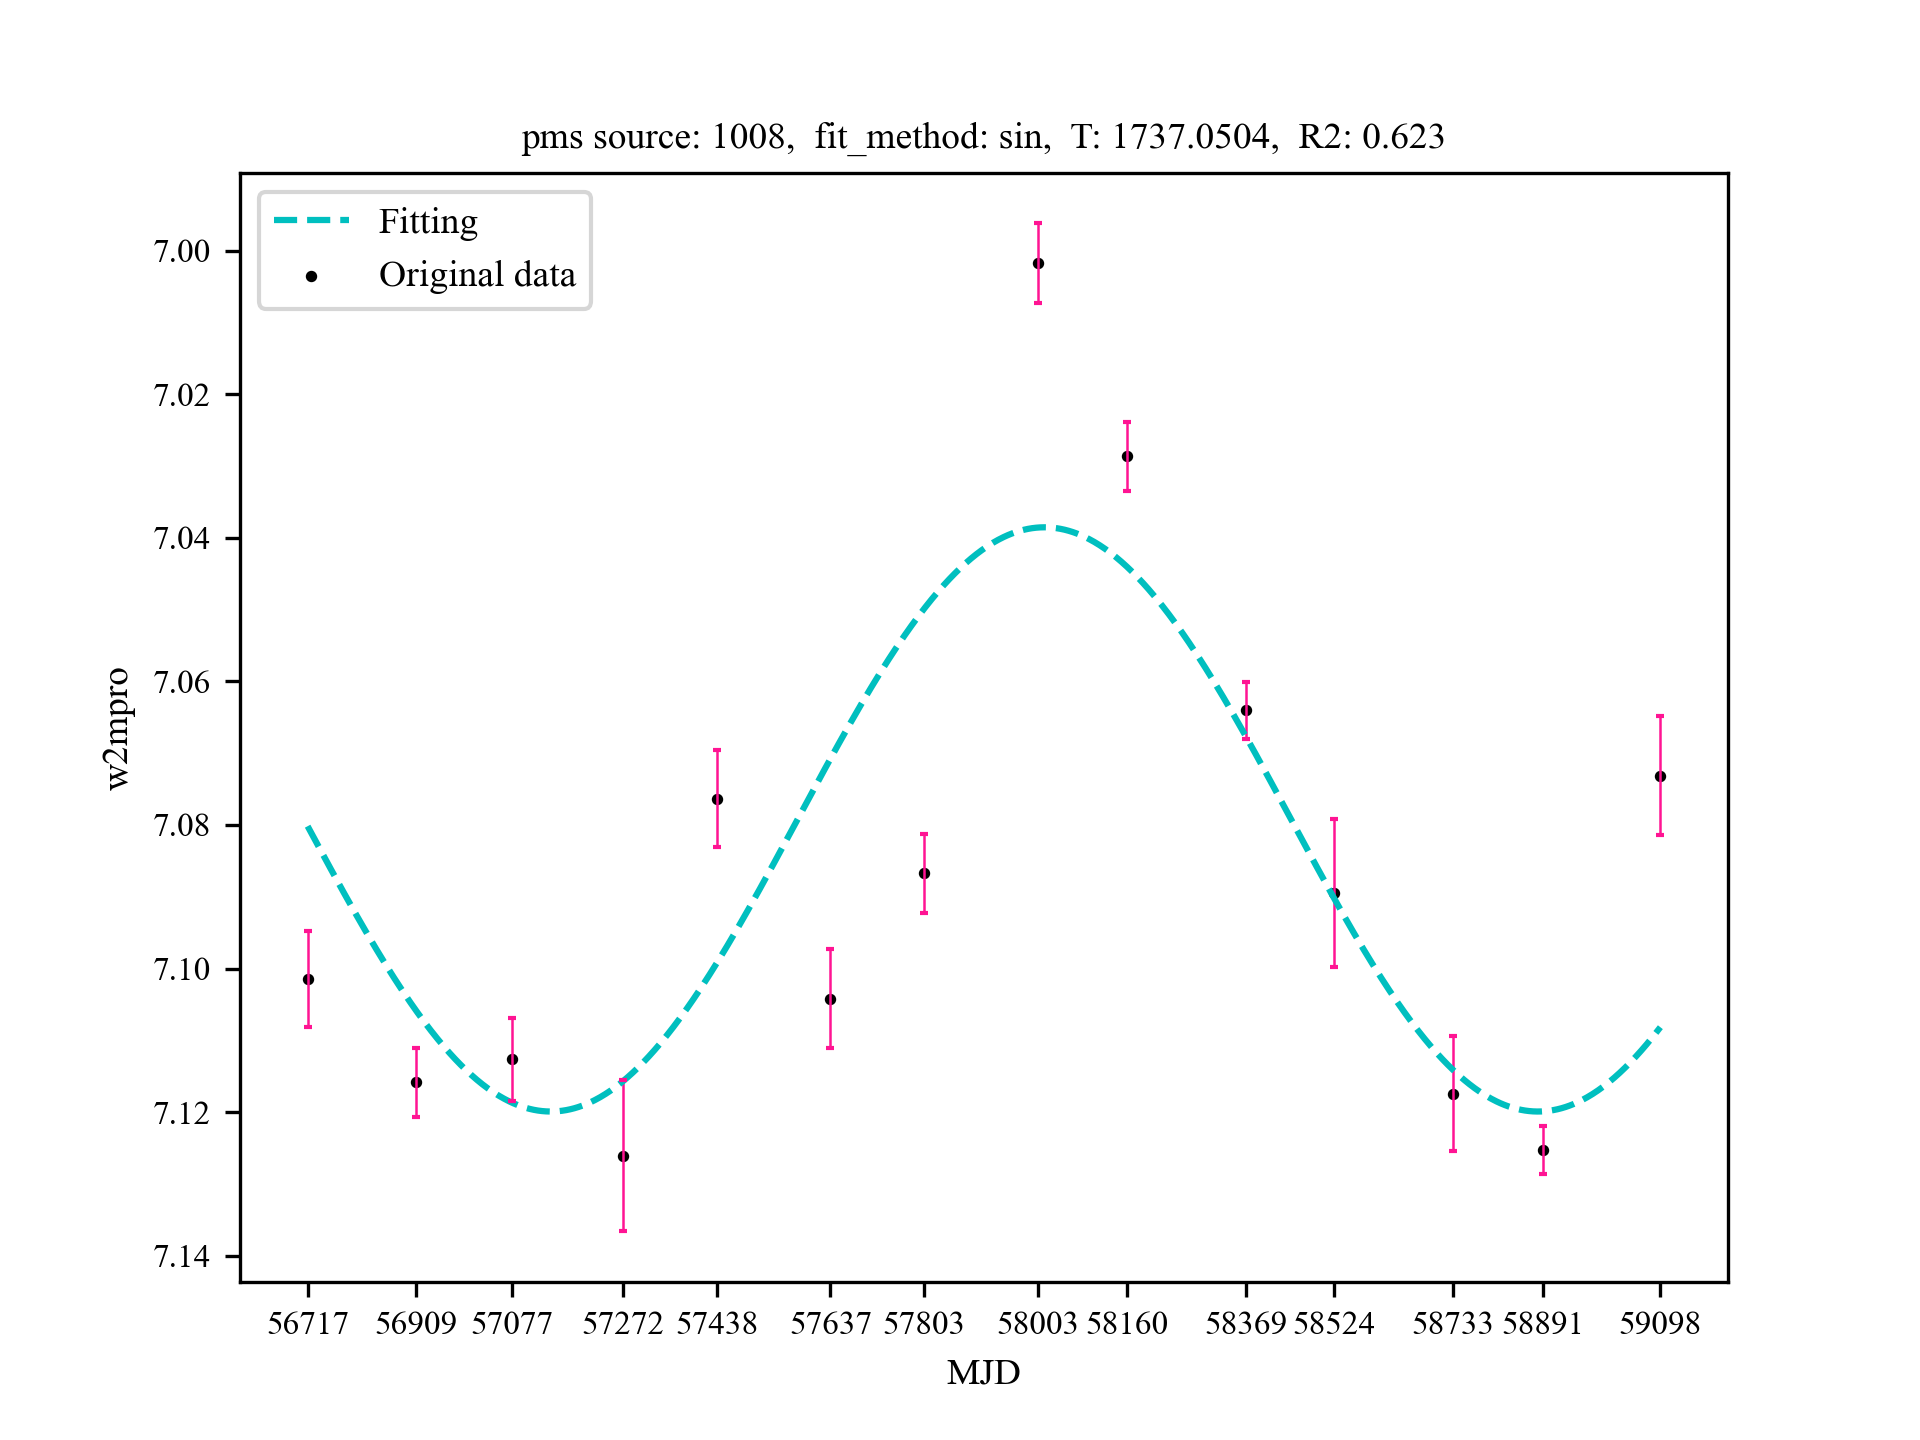 pms source: 1008,  fit_method: sin,  T: 1737.0504,  R2: 0.623
Fitting
Original data
7.00
7.02
7.04
7.06
7.08
7.10
7.12
7.14
w2mpro
56717 56909 57077 57272 57438 57637 57803 58003 58160 58369 58524 58733 58891 59098
MJD